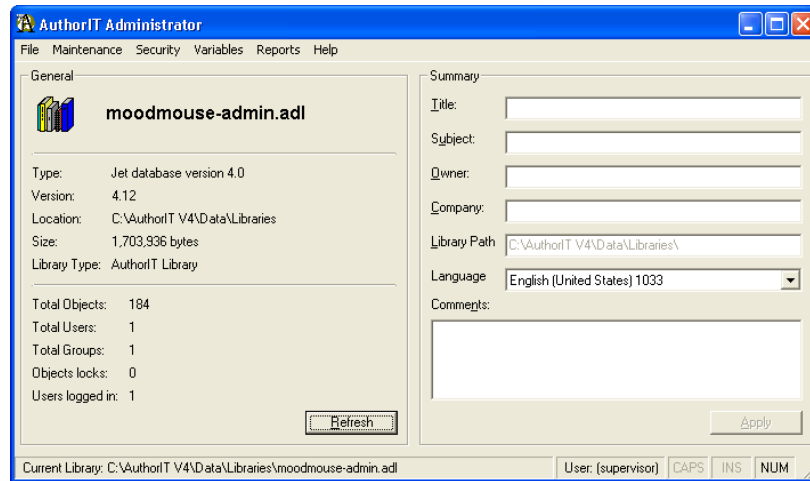 AuthorIT Administrator
File Maintenance Security Variables Reports Help
General
moodmouse-admin.adl
Type: Jet database version 4.0
Version: 4.12
Location: C:\AuthorIT V4\Data\Libraries
Size: 1,703,936 bytes
Library Type: AuthorIT Library
Total Objects: 184
Total Users: 1
Total Groups: 1
Objects locks: 0
Users logged in: 1
Refresh
Summary
Title:
Subject:
Owner:
Company:
Library Path C:\AuthorIT V4\Data\Libraries\
Language English (United States) 1033
Comments:
Apply
Current Library: C:\AuthorIT V4\Data\Libraries\moodmouse-admin.adl User: (supervisor) CAPS INS NUM